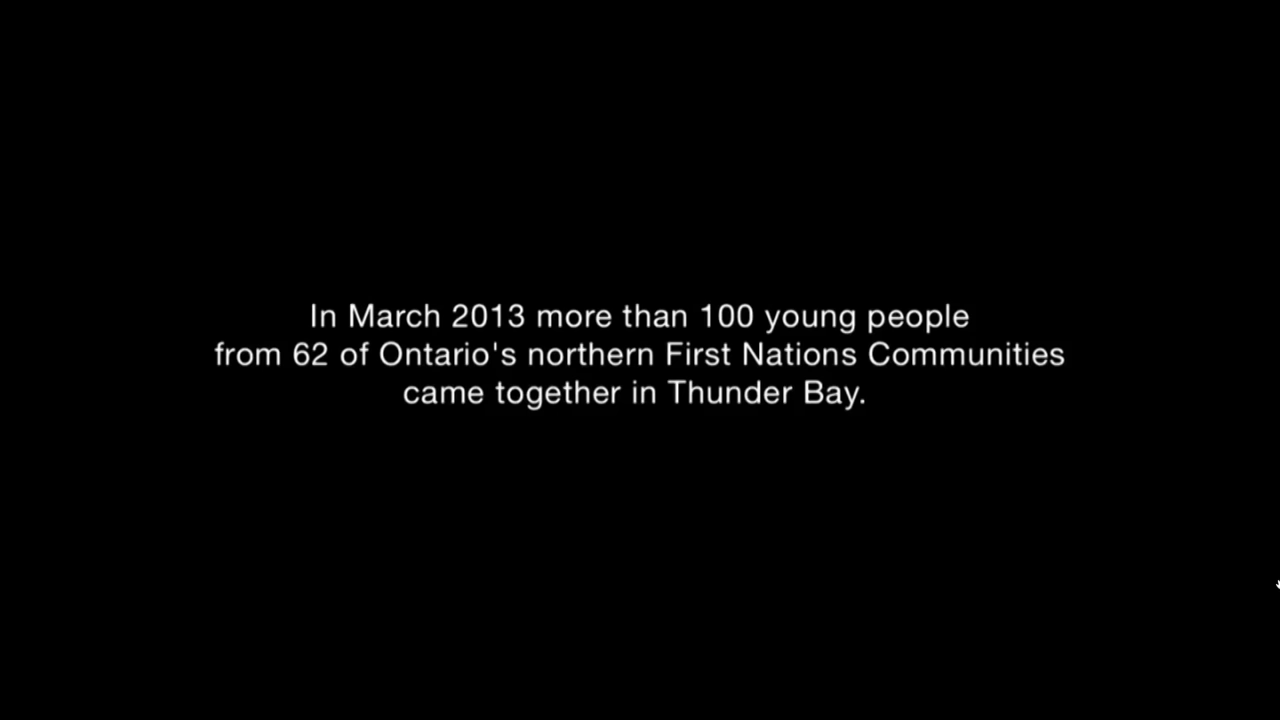 In March 2013 more than 100 young people
from 62 of Ontario's northern First Nations Communities
came together in Thunder Bay.